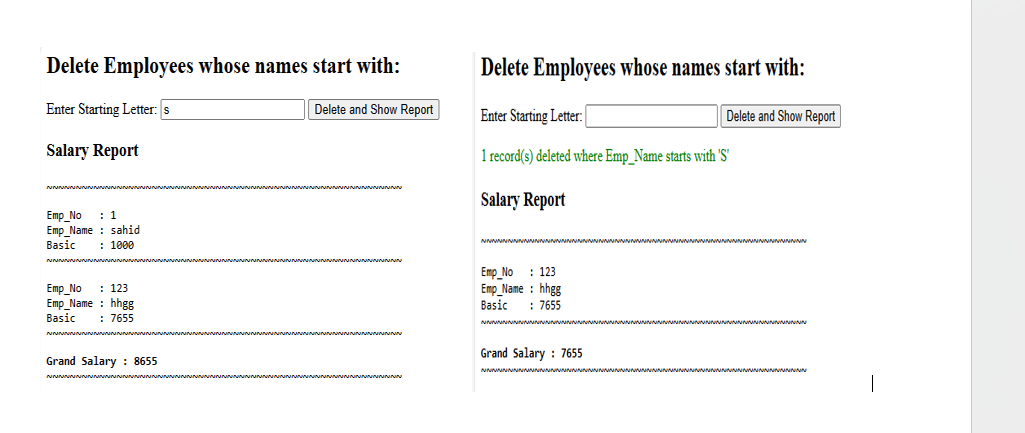 Delete Employees whose names start with:
Enter Starting Letter: s Delete and Show Report
Salary Report
~~~~~~~~~~~~~~~~~~~~~~~~~~~~~~~~~~~~~~~~~~~~~~~~~~~~~~~~~~~~~
Emp_No : 1
Emp_Name : sahid
Basic : 1000
~~~~~~~~~~~~~~~~~~~~~~~~~~~~~~~~~~~~~~~~~~~~~~~~~~~~~~~~~~~~~
Emp_No : 123
Emp_Name : hhgg
Basic : 7655
~~~~~~~~~~~~~~~~~~~~~~~~~~~~~~~~~~~~~~~~~~~~~~~~~~~~~~~~~~~~~
Grand Salary : 8655
~~~~~~~~~~~~~~~~~~~~~~~~~~~~~~~~~~~~~~~~~~~~~~~~~~~~~~~~~~~~~
Delete Employees whose names start with:
Enter Starting Letter: Delete and Show Report
1 record(s) deleted where Emp_Name starts with 'S'
Salary Report
~~~~~~~~~~~~~~~~~~~~~~~~~~~~~~~~~~~~~~~~~~~~~~~~~~~~~~~~~~~~~
Emp_No : 123
Emp_Name : hhgg
Basic : 7655
~~~~~~~~~~~~~~~~~~~~~~~~~~~~~~~~~~~~~~~~~~~~~~~~~~~~~~~~~~~~~
Grand Salary : 7655
~~~~~~~~~~~~~~~~~~~~~~~~~~~~~~~~~~~~~~~~~~~~~~~~~~~~~~~~~~~~~